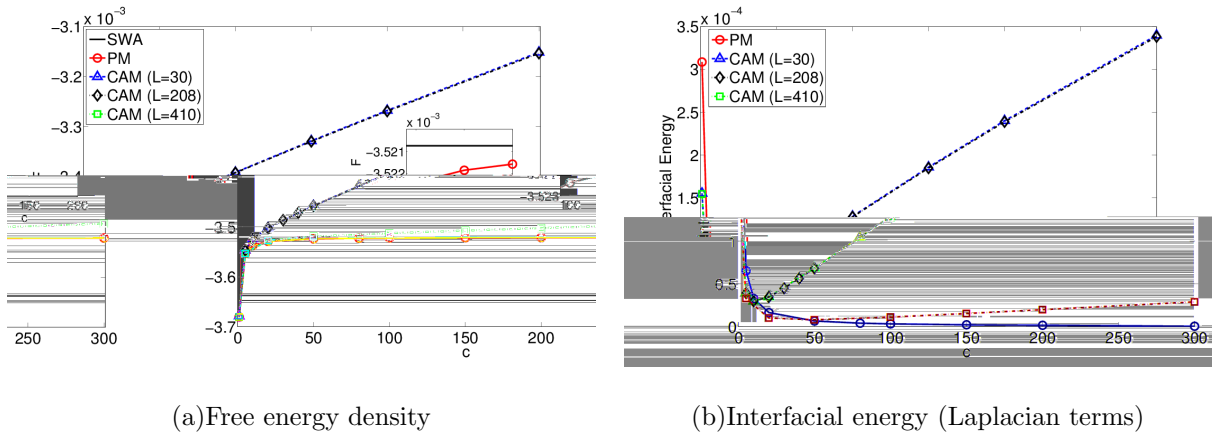 x 10⁻³
−3.1
SWA
PM
CAM (L=30)
CAM (L=208)
CAM (L=410)
−3.2
−3.3
x 10⁻³
−3.521
−3.522
F
−3.5
−3.6
−3.7
250
300
0
50
100
150
200
c
(a)Free energy density
x 10⁻⁴
3.5
PM
CAM (L=30)
CAM (L=208)
CAM (L=410)
3
2.5
2
1.5
Energy
1
0.5
0
0
50
100
150
200
250
300
c
(b)Interfacial energy (Laplacian terms)